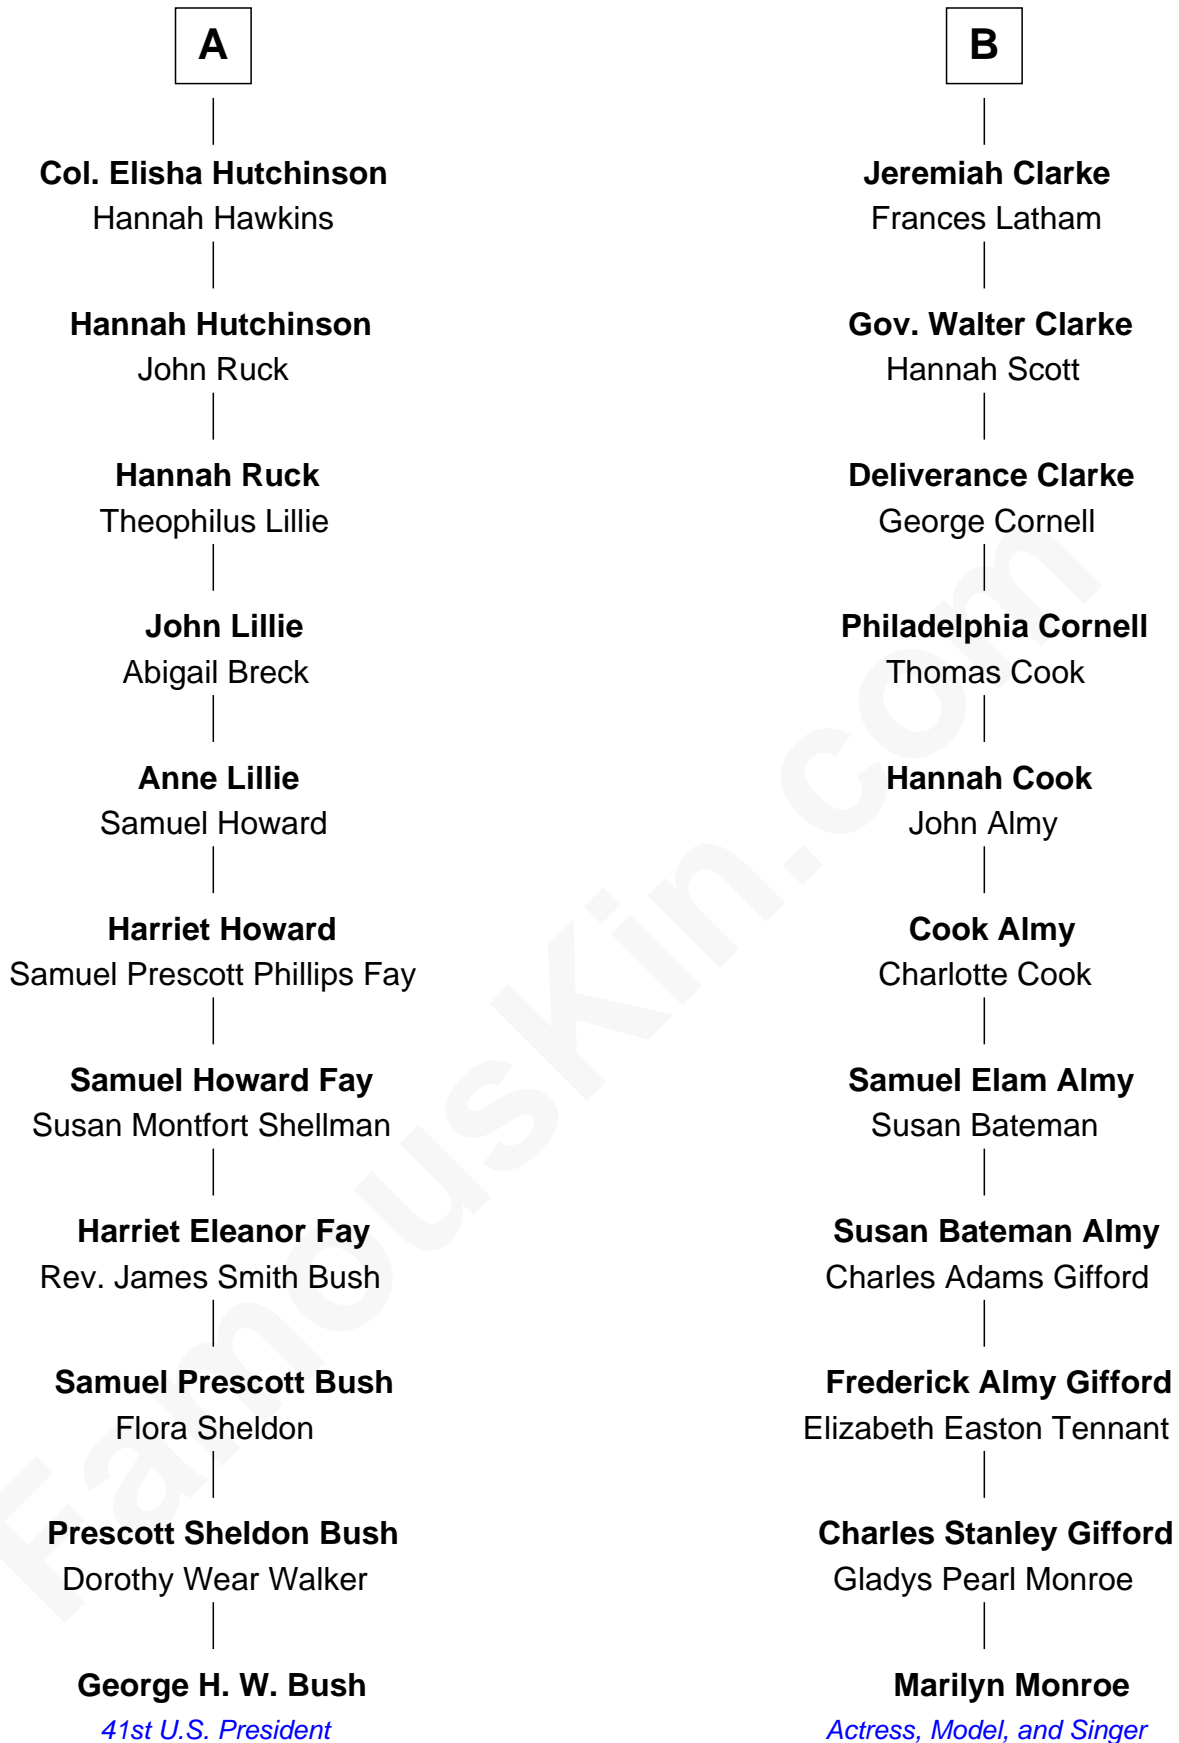 A
Col. Elisha Hutchinson
Hannah Hawkins
Hannah Hutchinson
John Ruck
Hannah Ruck
Theophilus Lillie
John Lillie
Abigail Breck
Anne Lillie
Samuel Howard
Harriet Howard
Samuel Prescott Phillips Fay
Samuel Howard Fay
Susan Montfort Shellman
Harriet Eleanor Fay
Rev. James Smith Bush
Samuel Prescott Bush
Flora Sheldon
Prescott Sheldon Bush
Dorothy Wear Walker
George H. W. Bush
41st U.S. President
B
Jeremiah Clarke
Frances Latham
Gov. Walter Clarke
Hannah Scott
Deliverance Clarke
George Cornell
Philadelphia Cornell
Thomas Cook
Hannah Cook
John Almy
Cook Almy
Charlotte Cook
Samuel Elam Almy
Susan Bateman
Susan Bateman Almy
Charles Adams Gifford
Frederick Almy Gifford
Elizabeth Easton Tennant
Charles Stanley Gifford
Gladys Pearl Monroe
Marilyn Monroe
Actress, Model, and Singer
FamousKin.com